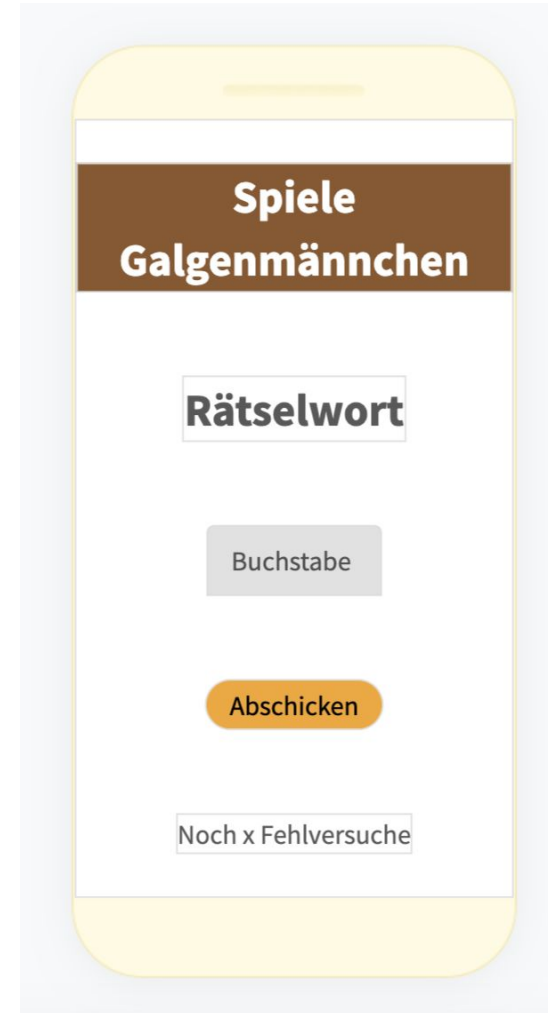 Spiele
Galgenmännchen
Rätselwort
Buchstabe
Abschicken
Noch x Fehlversuche